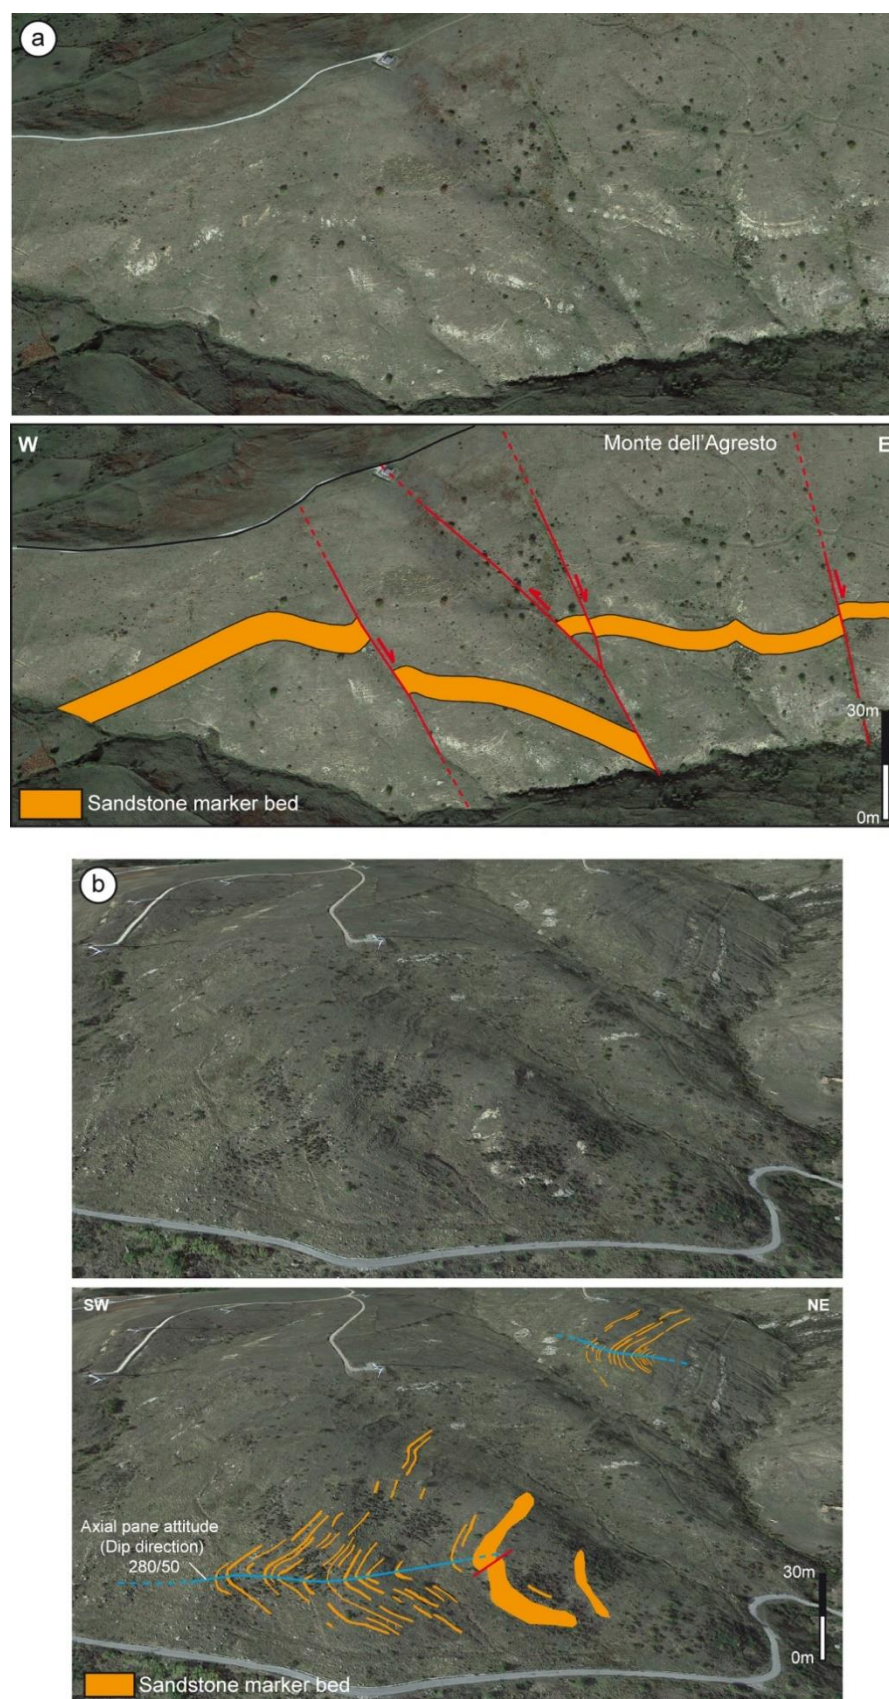 a
W
Monte dell'Agresto
E
30m
0m
Sandstone marker bed
b
SW
NE
Axial pane attitude
(Dip direction)
280/50
30m
0m
Sandstone marker bed